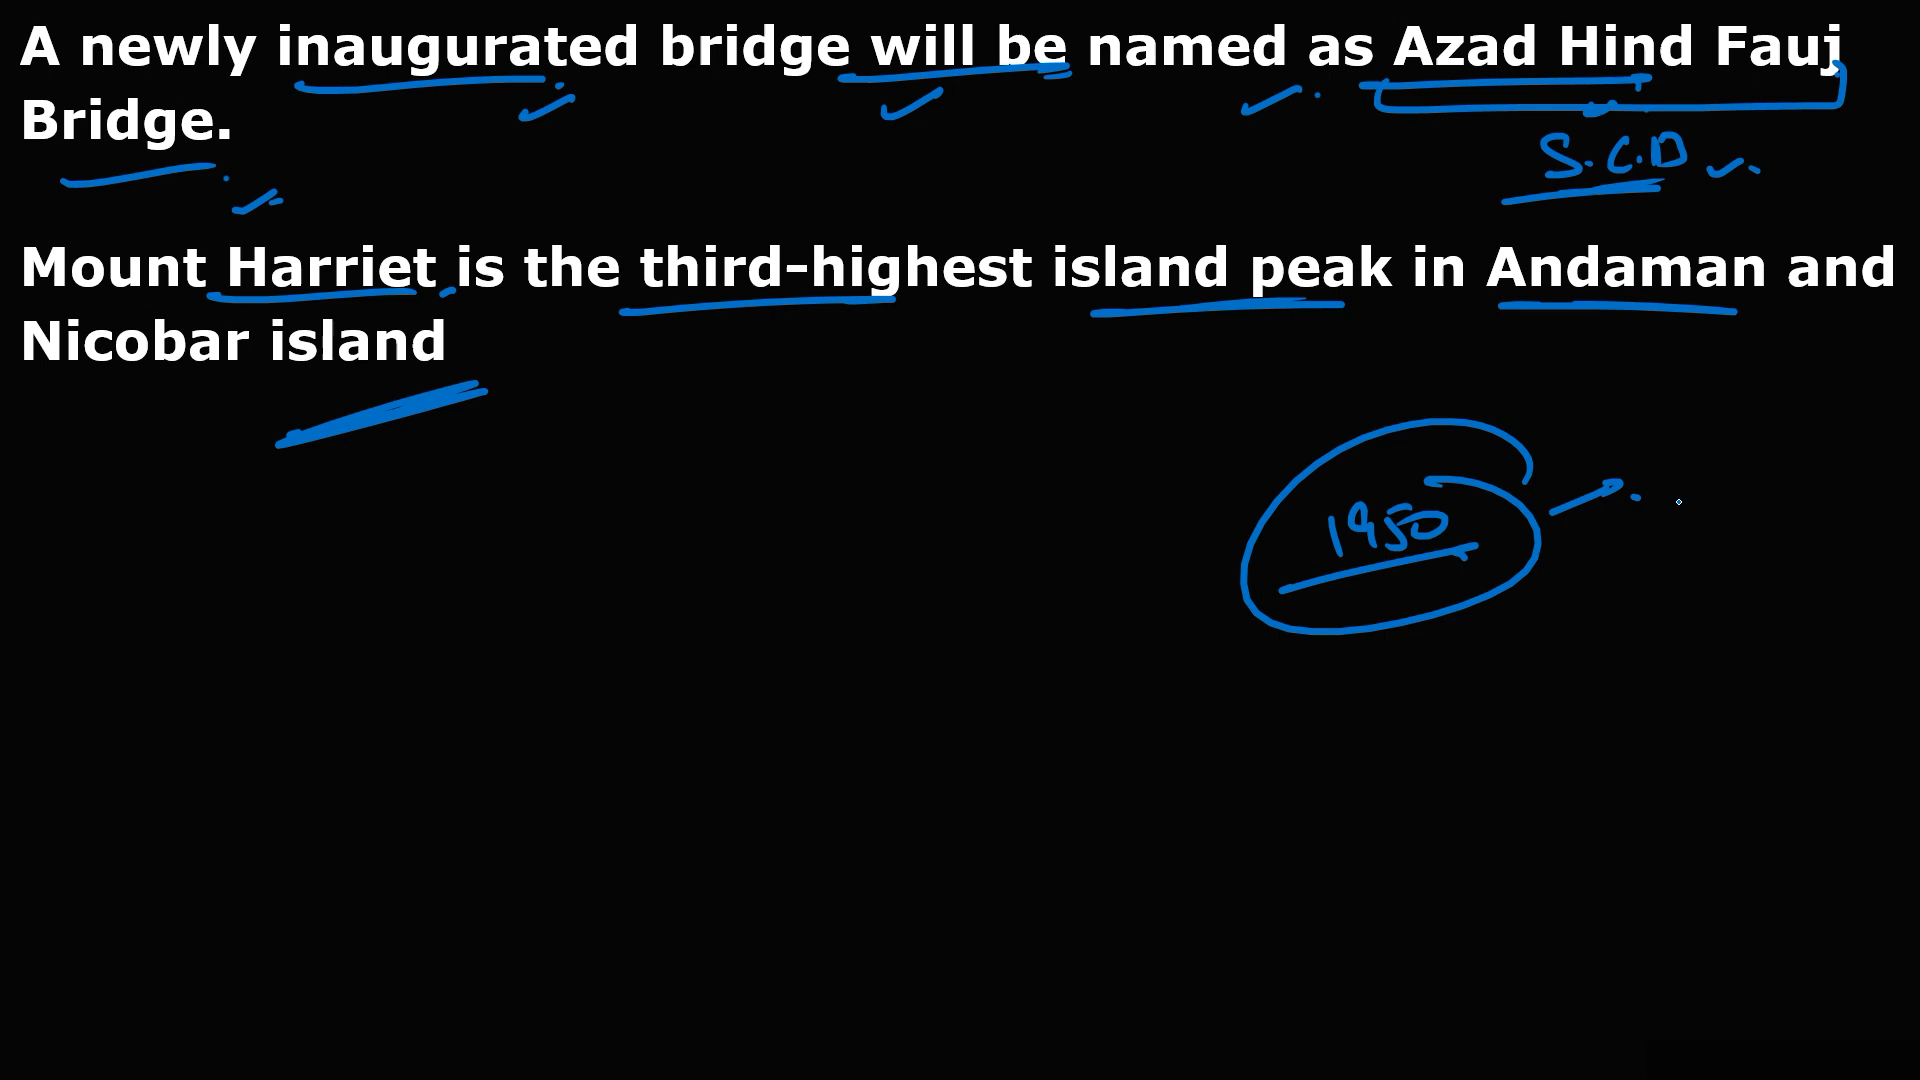 A newly inaugurated bridge will be named as Azad Hind Fauj
Bridge.
S.C.D
Mount Harriet is the third-highest island peak in Andaman and
Nicobar island
1950